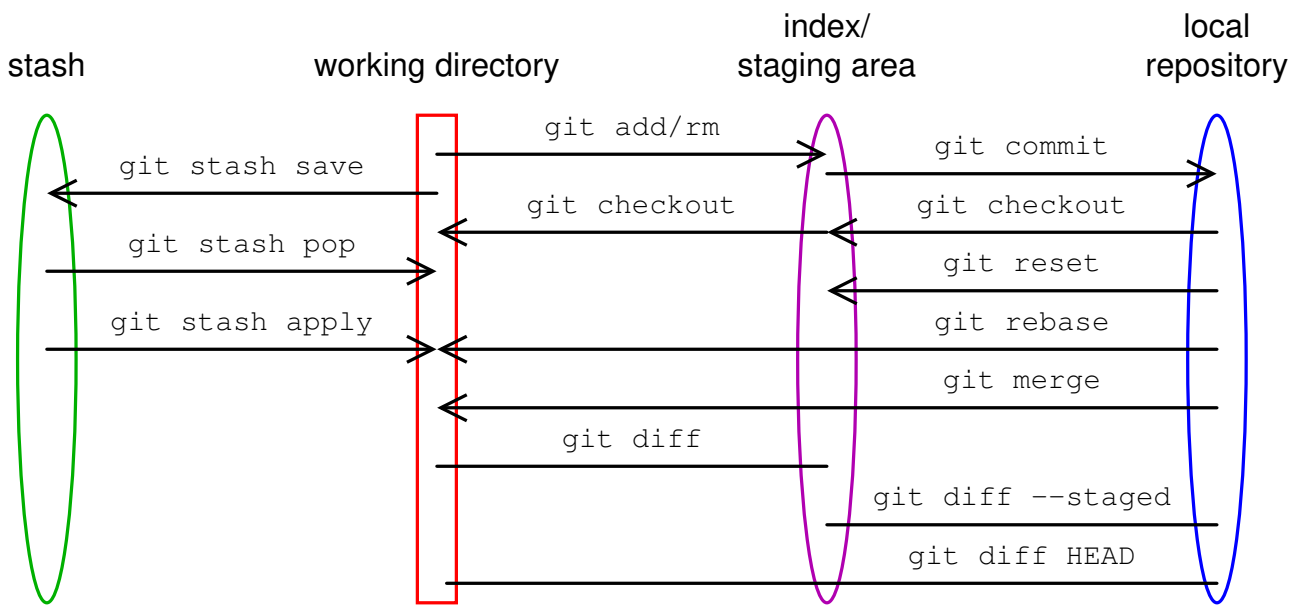 index/
local
stash
working directory
staging area
repository
git add/rm
git commit
git stash save
git checkout
git checkout
git stash pop
git reset
git stash apply
git rebase
git merge
git diff
git diff --staged
git diff HEAD